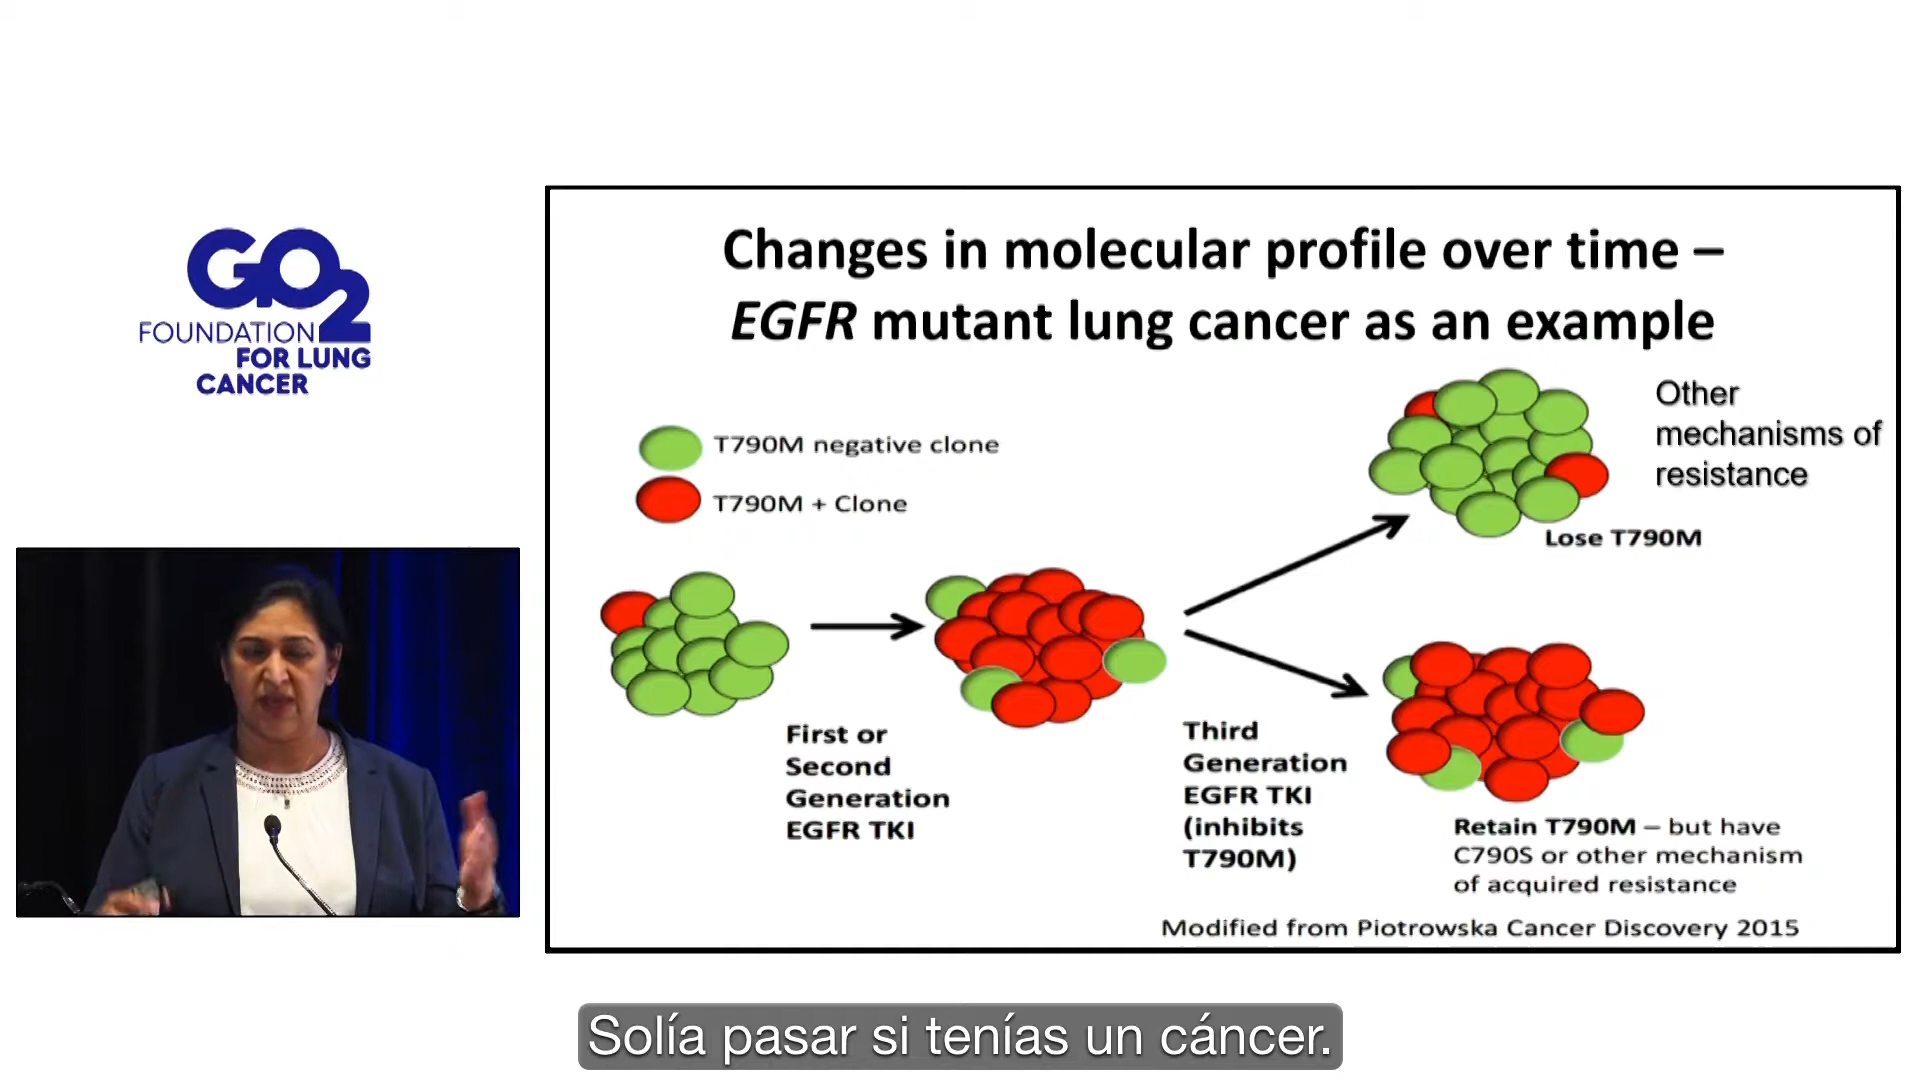 GO2
FOUNDATION
FOR LUNG
CANCER
Changes in molecular profile over time –
EGFR mutant lung cancer as an example
T790M negative clone
T790M + Clone
First or
Second
Generation
EGFR TKI
Third
Generation
EGFR TKI
(inhibits
T790M)
Other
mechanisms of
resistance
Lose T790M
Retain T790M – but have
C790S or other mechanism
of acquired resistance
Modified from Piotrowska Cancer Discovery 2015
Solía pasar si tenías un cáncer.